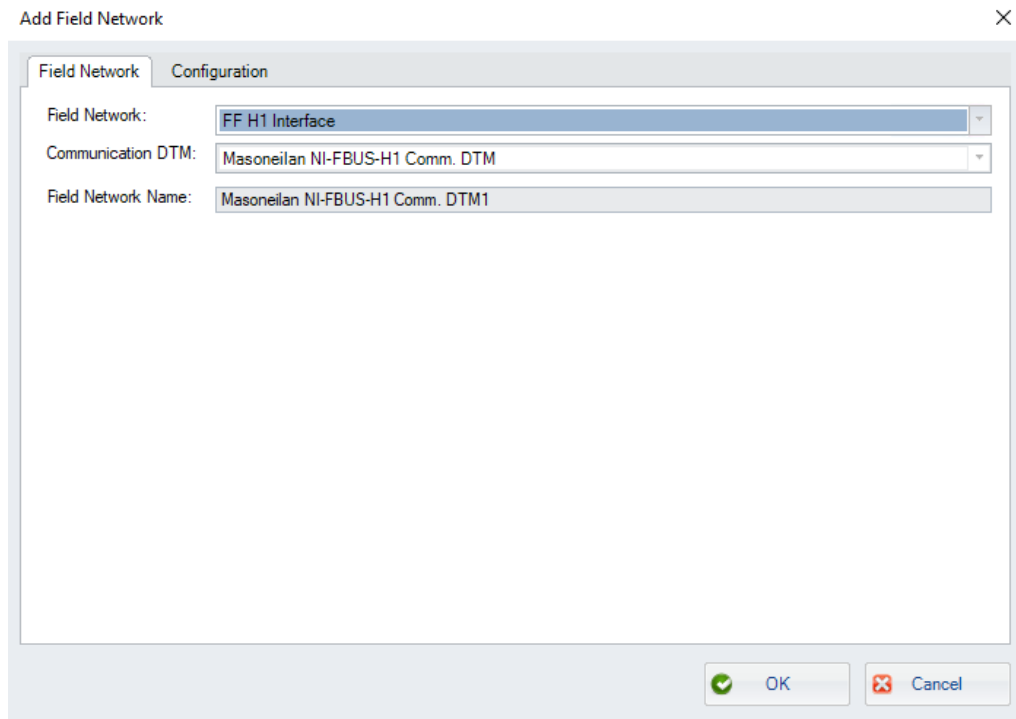 Add Field Network
Field Network Configuration
Field Network: FF H1 Interface
Communication DTM: Masoneilan NI-FBUS-H1 Comm. DTM
Field Network Name: Masoneilan NI-FBUS-H1 Comm. DTM1
OK Cancel